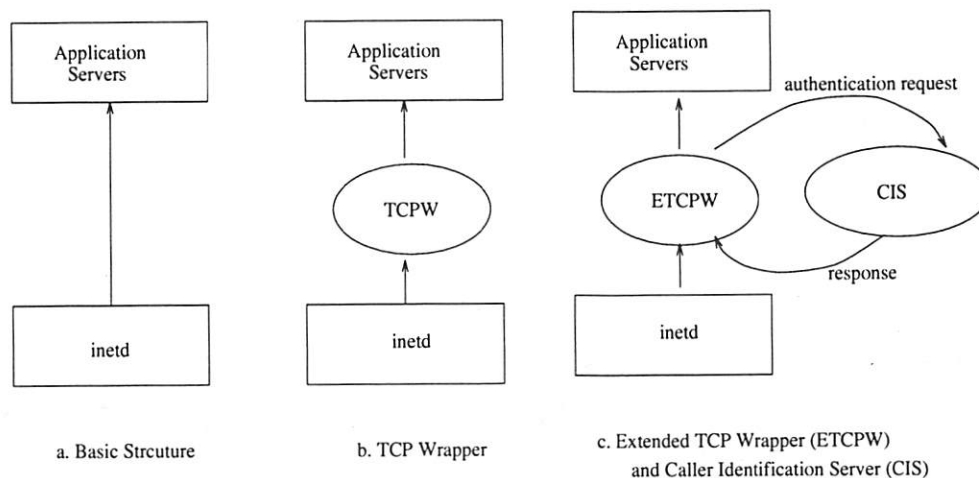 Application
Servers
inetd
a. Basic Strcuture
Application
Servers
TCPW
inetd
b. TCP Wrapper
Application
Servers
authentication request
ETCPW
CIS
response
inetd
c. Extended TCP Wrapper (ETCPW)
and Caller Identification Server (CIS)